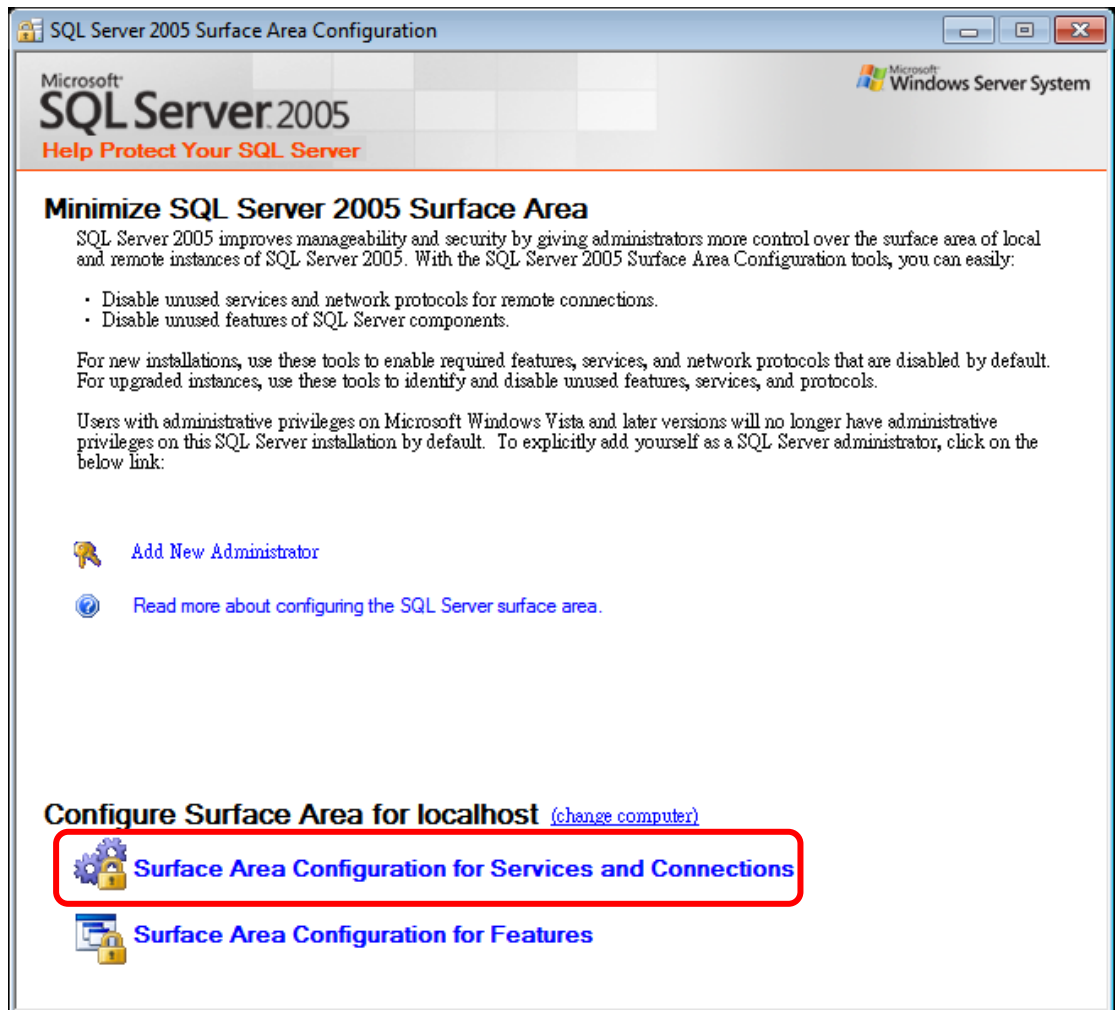 SQL Server 2005 Surface Area Configuration
Microsoft
SQL Server 2005
Help Protect Your SQL Server
Microsoft
Windows Server System
Minimize SQL Server 2005 Surface Area
SQL Server 2005 improves manageability and security by giving administrators more control over the surface area of local
and remote instances of SQL Server 2005. With the SQL Server 2005 Surface Area Configuration tools, you can easily:
• Disable unused services and network protocols for remote connections.
• Disable unused features of SQL Server components.
For new installations, use these tools to enable required features, services, and network protocols that are disabled by default.
For upgraded instances, use these tools to identify and disable unused features, services, and protocols.
Users with administrative privileges on Microsoft Windows Vista and later versions will no longer have administrative
privileges on this SQL Server installation by default. To explicitly add yourself as a SQL Server administrator, click on the
below link:
Add New Administrator
Read more about configuring the SQL Server surface area.
Configure Surface Area for localhost (change computer)
Surface Area Configuration for Services and Connections
Surface Area Configuration for Features